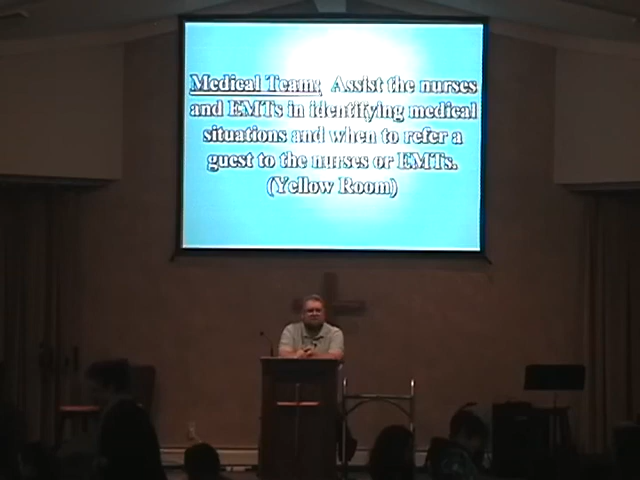 Medical Team:  Assist the nurses
and EMTs in identifying medical
situations and when to refer a
guest to the nurses or EMTs.
(Yellow Room)